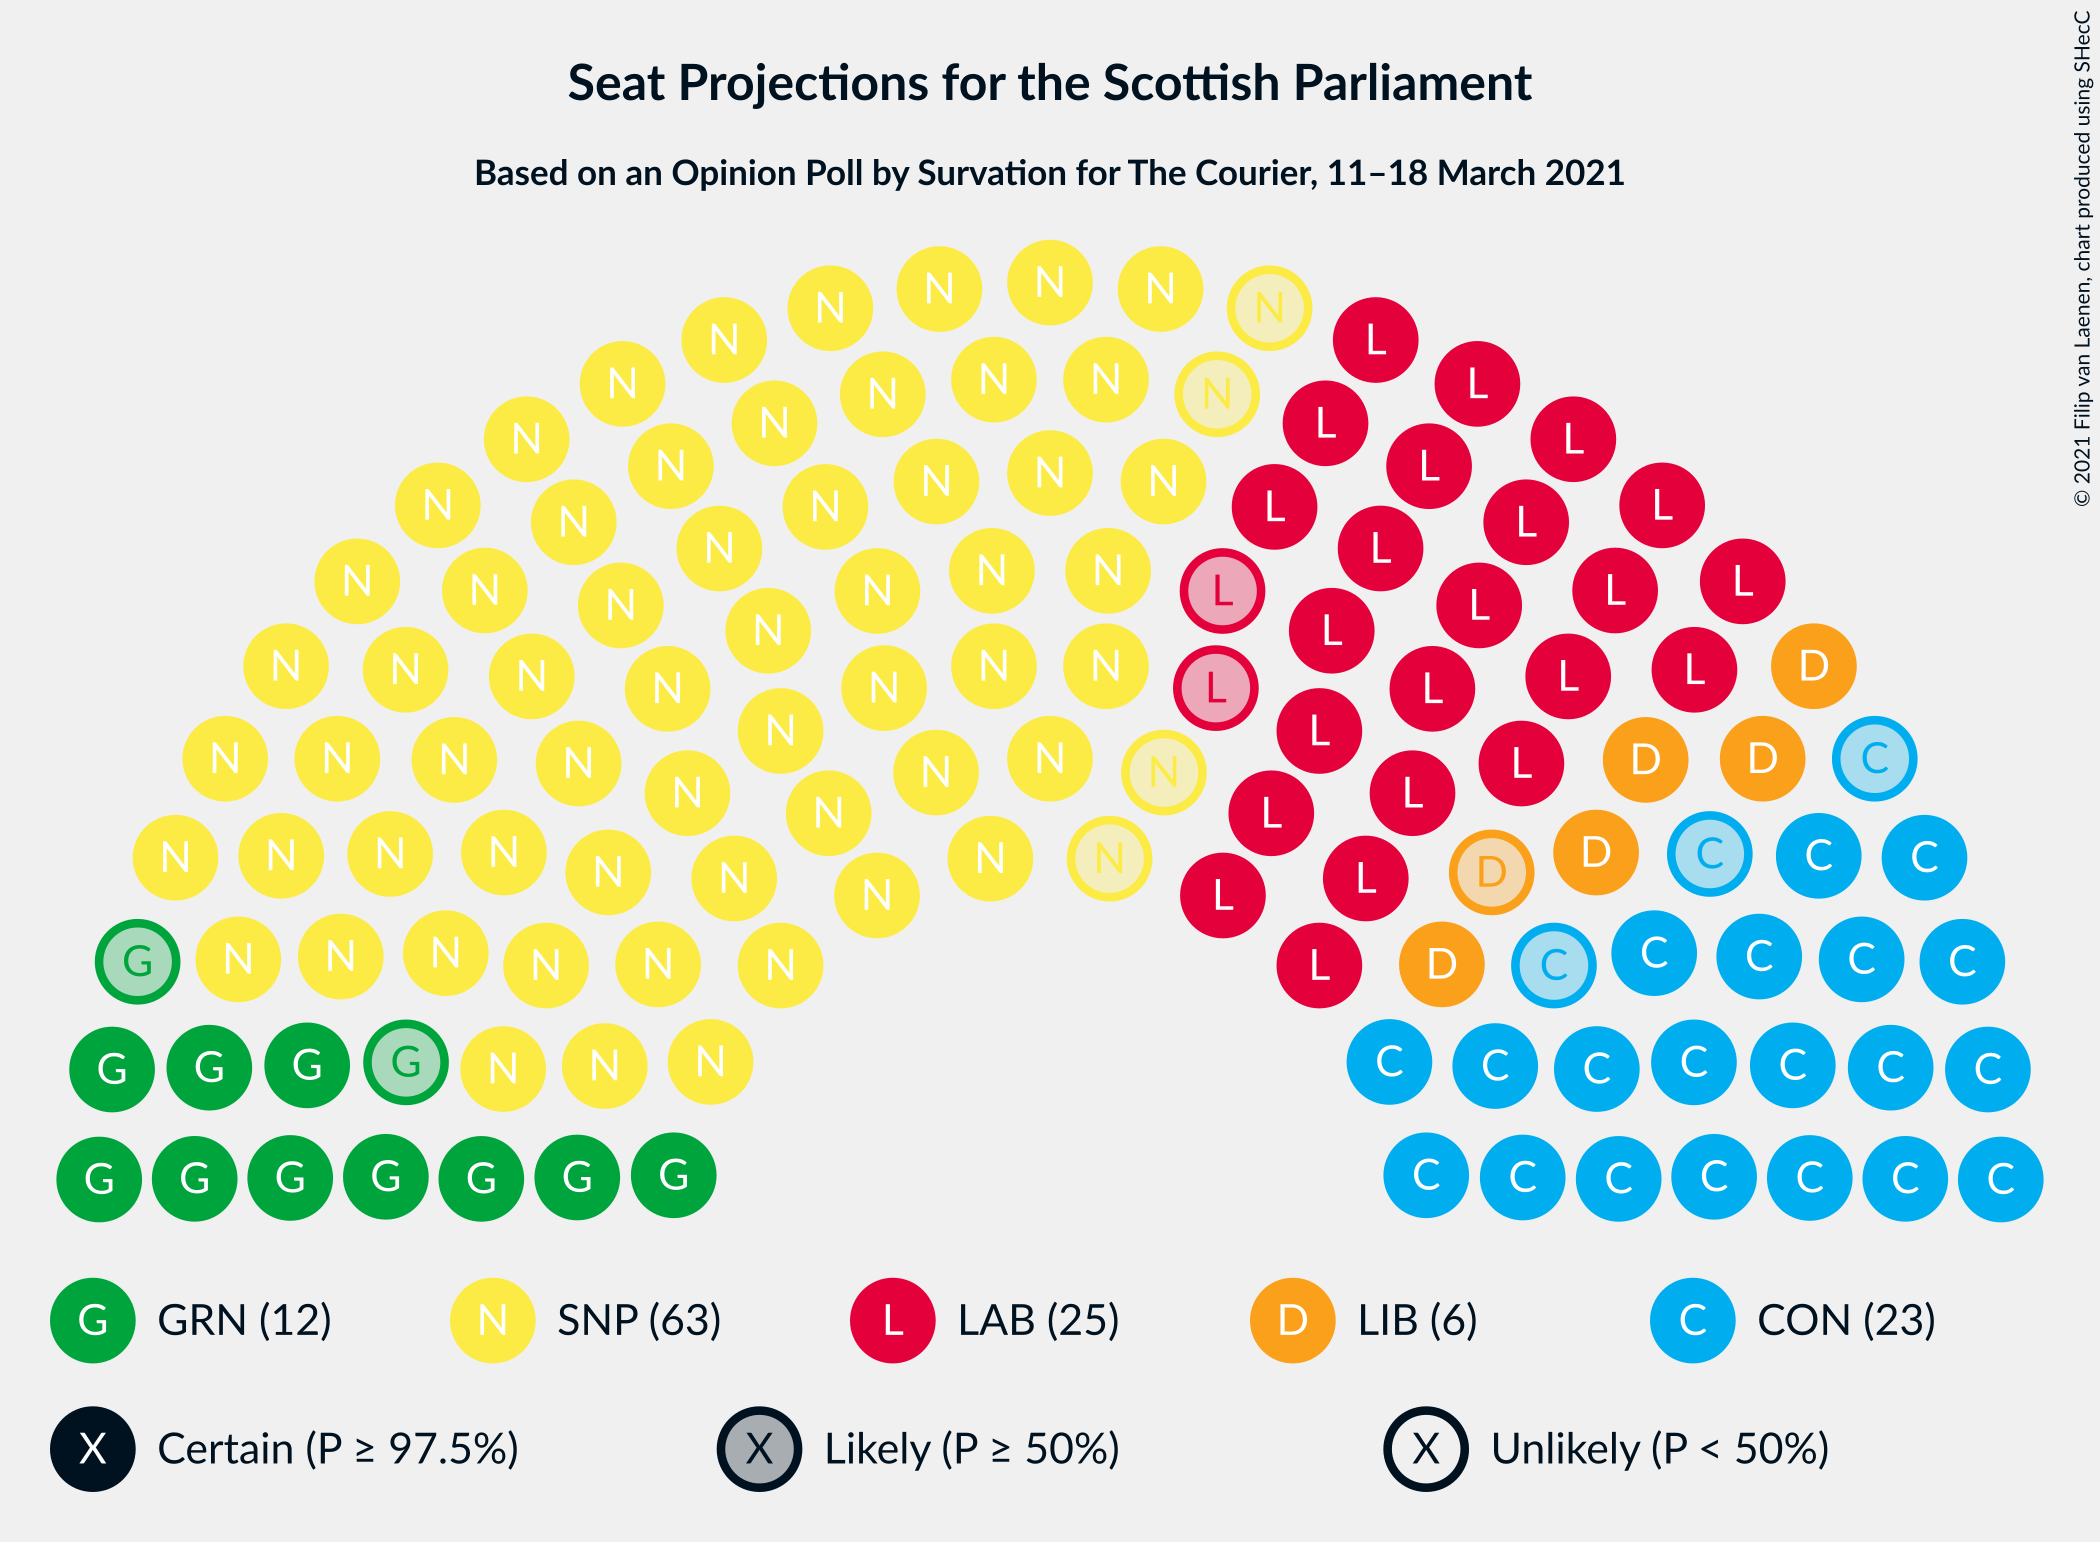 Seat Projections for the Scottish Parliament
Based on an Opinion Poll by Survation for The Courier, 11–18 March 2021
© 2021 Filip van Laenen, chart produced using SHecC
N N N N N
N L
N N N N N L
N N L L
N N N N L
N N N L L L
N L
N N N N N N L L L L
N L
N N N N N N N L L L L D
N L
N N N N N N N N L L D D C
N L
N N N N N N N N N L L D D C C C
G N N N N N N L D C C C C C
G G G G N N N C C C C C C C
G G G G G G G C C C C C C C
G GRN (12) N SNP (63) L LAB (25) D LIB (6) C CON (23)
X Certain (P ≥ 97.5%) X Likely (P ≥ 50%) X Unlikely (P < 50%)